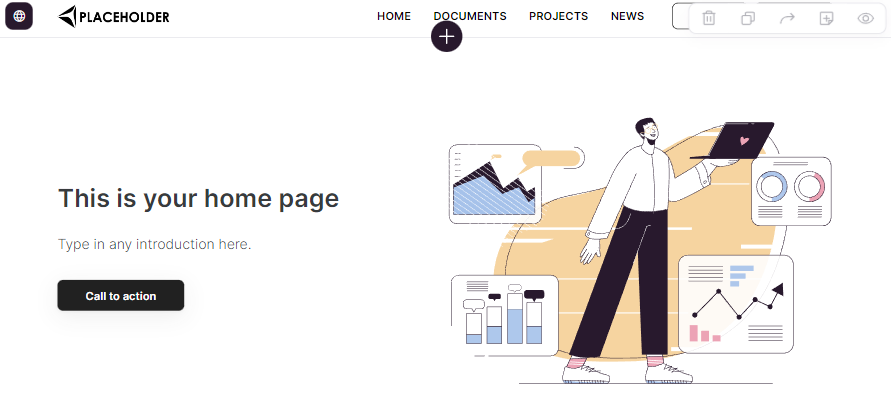 PLACEHOLDER
HOME DOCUMENTS PROJECTS NEWS
This is your home page
Type in any introduction here.
Call to action